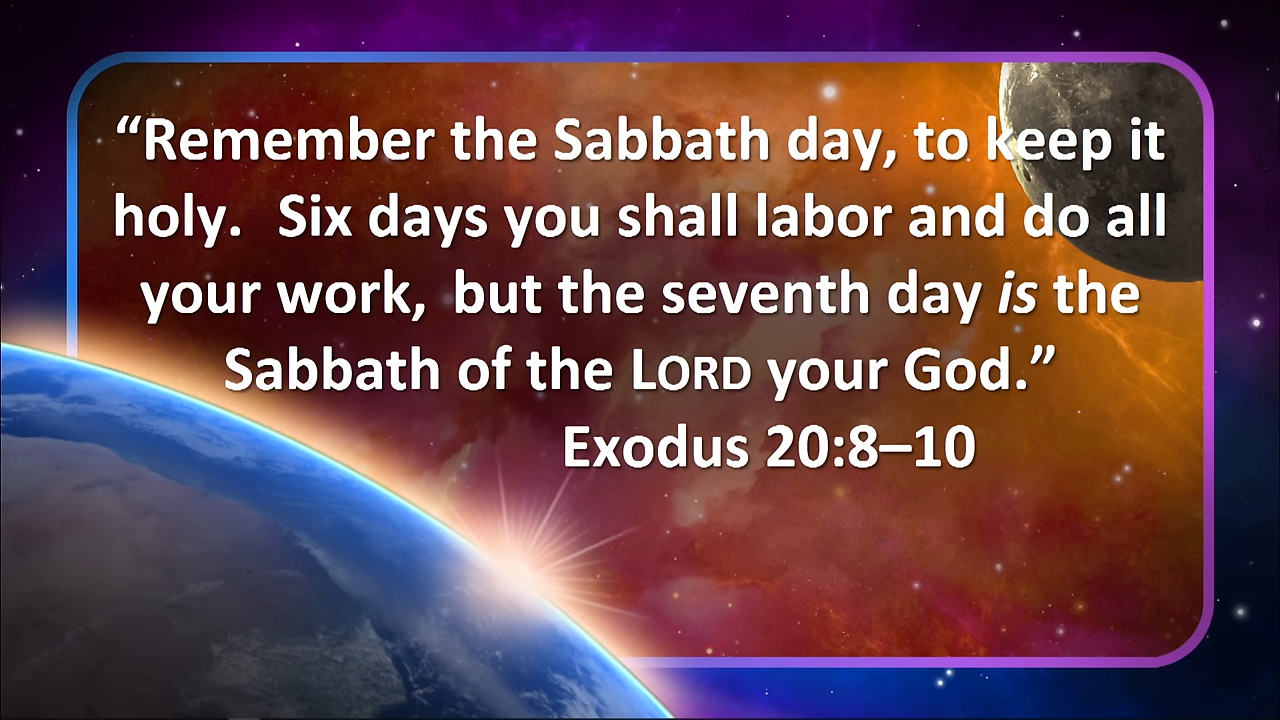 “Remember the Sabbath day, to keep it
holy. Six days you shall labor and do all
your work, but the seventh day is the
Sabbath of the LORD your God.”
Exodus 20:8–10